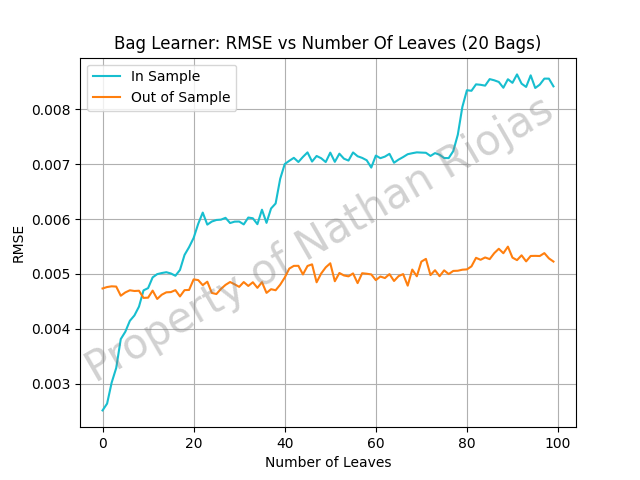 Bag Learner: RMSE vs Number Of Leaves (20 Bags)
In Sample
Out of Sample
0.008
0.007
0.006
0.005
0.004
0.003
RMSE
Property of Nathan Riojas
0 20 40 60 80 100
Number of Leaves